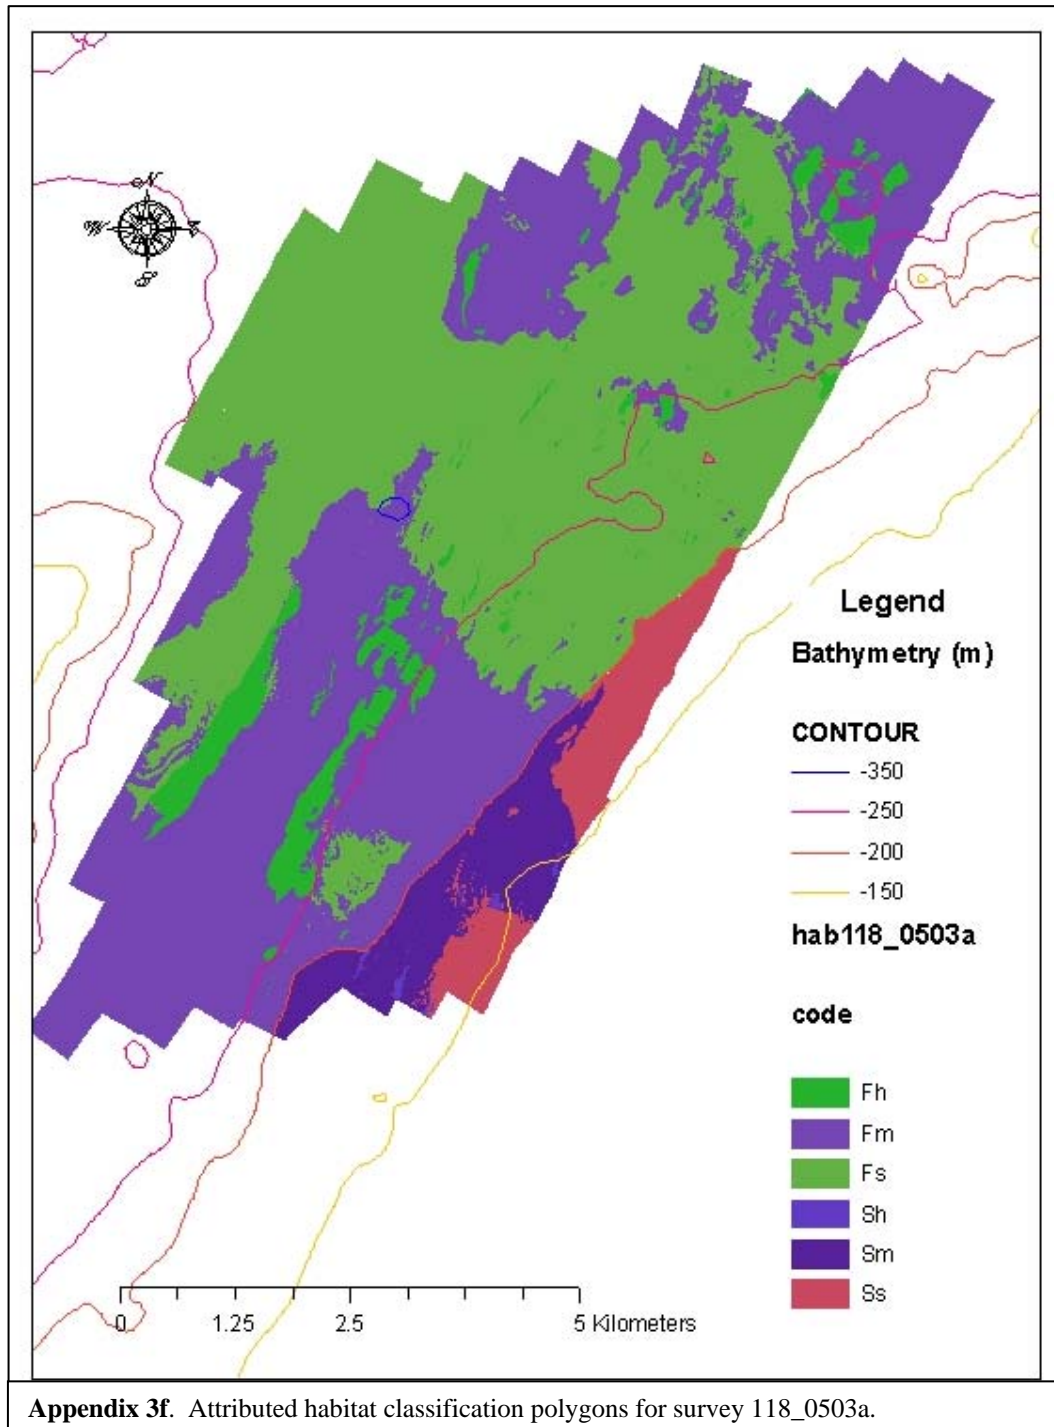 N
W
S
Legend
Bathymetry (m)
CONTOUR
-350
-250
-200
-150
hab118_0503a
code
Fh
Fm
Fs
Sh
Sm
Ss
0 1.25 2.5 5 Kilometers
Appendix 3f. Attributed habitat classification polygons for survey 118_0503a.